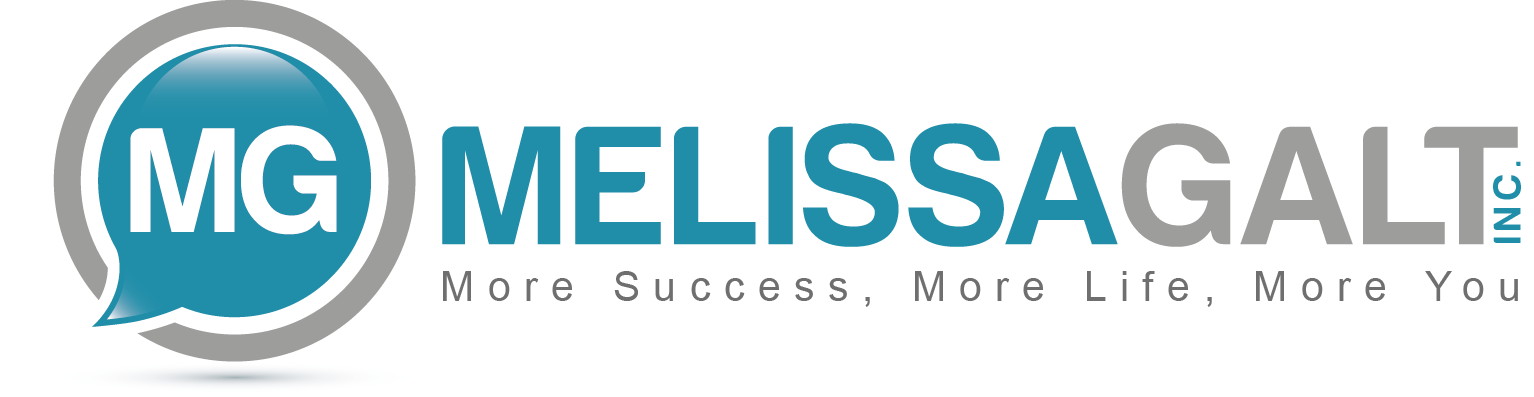 MG
MELISSAGALT INC.
More Success, More Life, More You